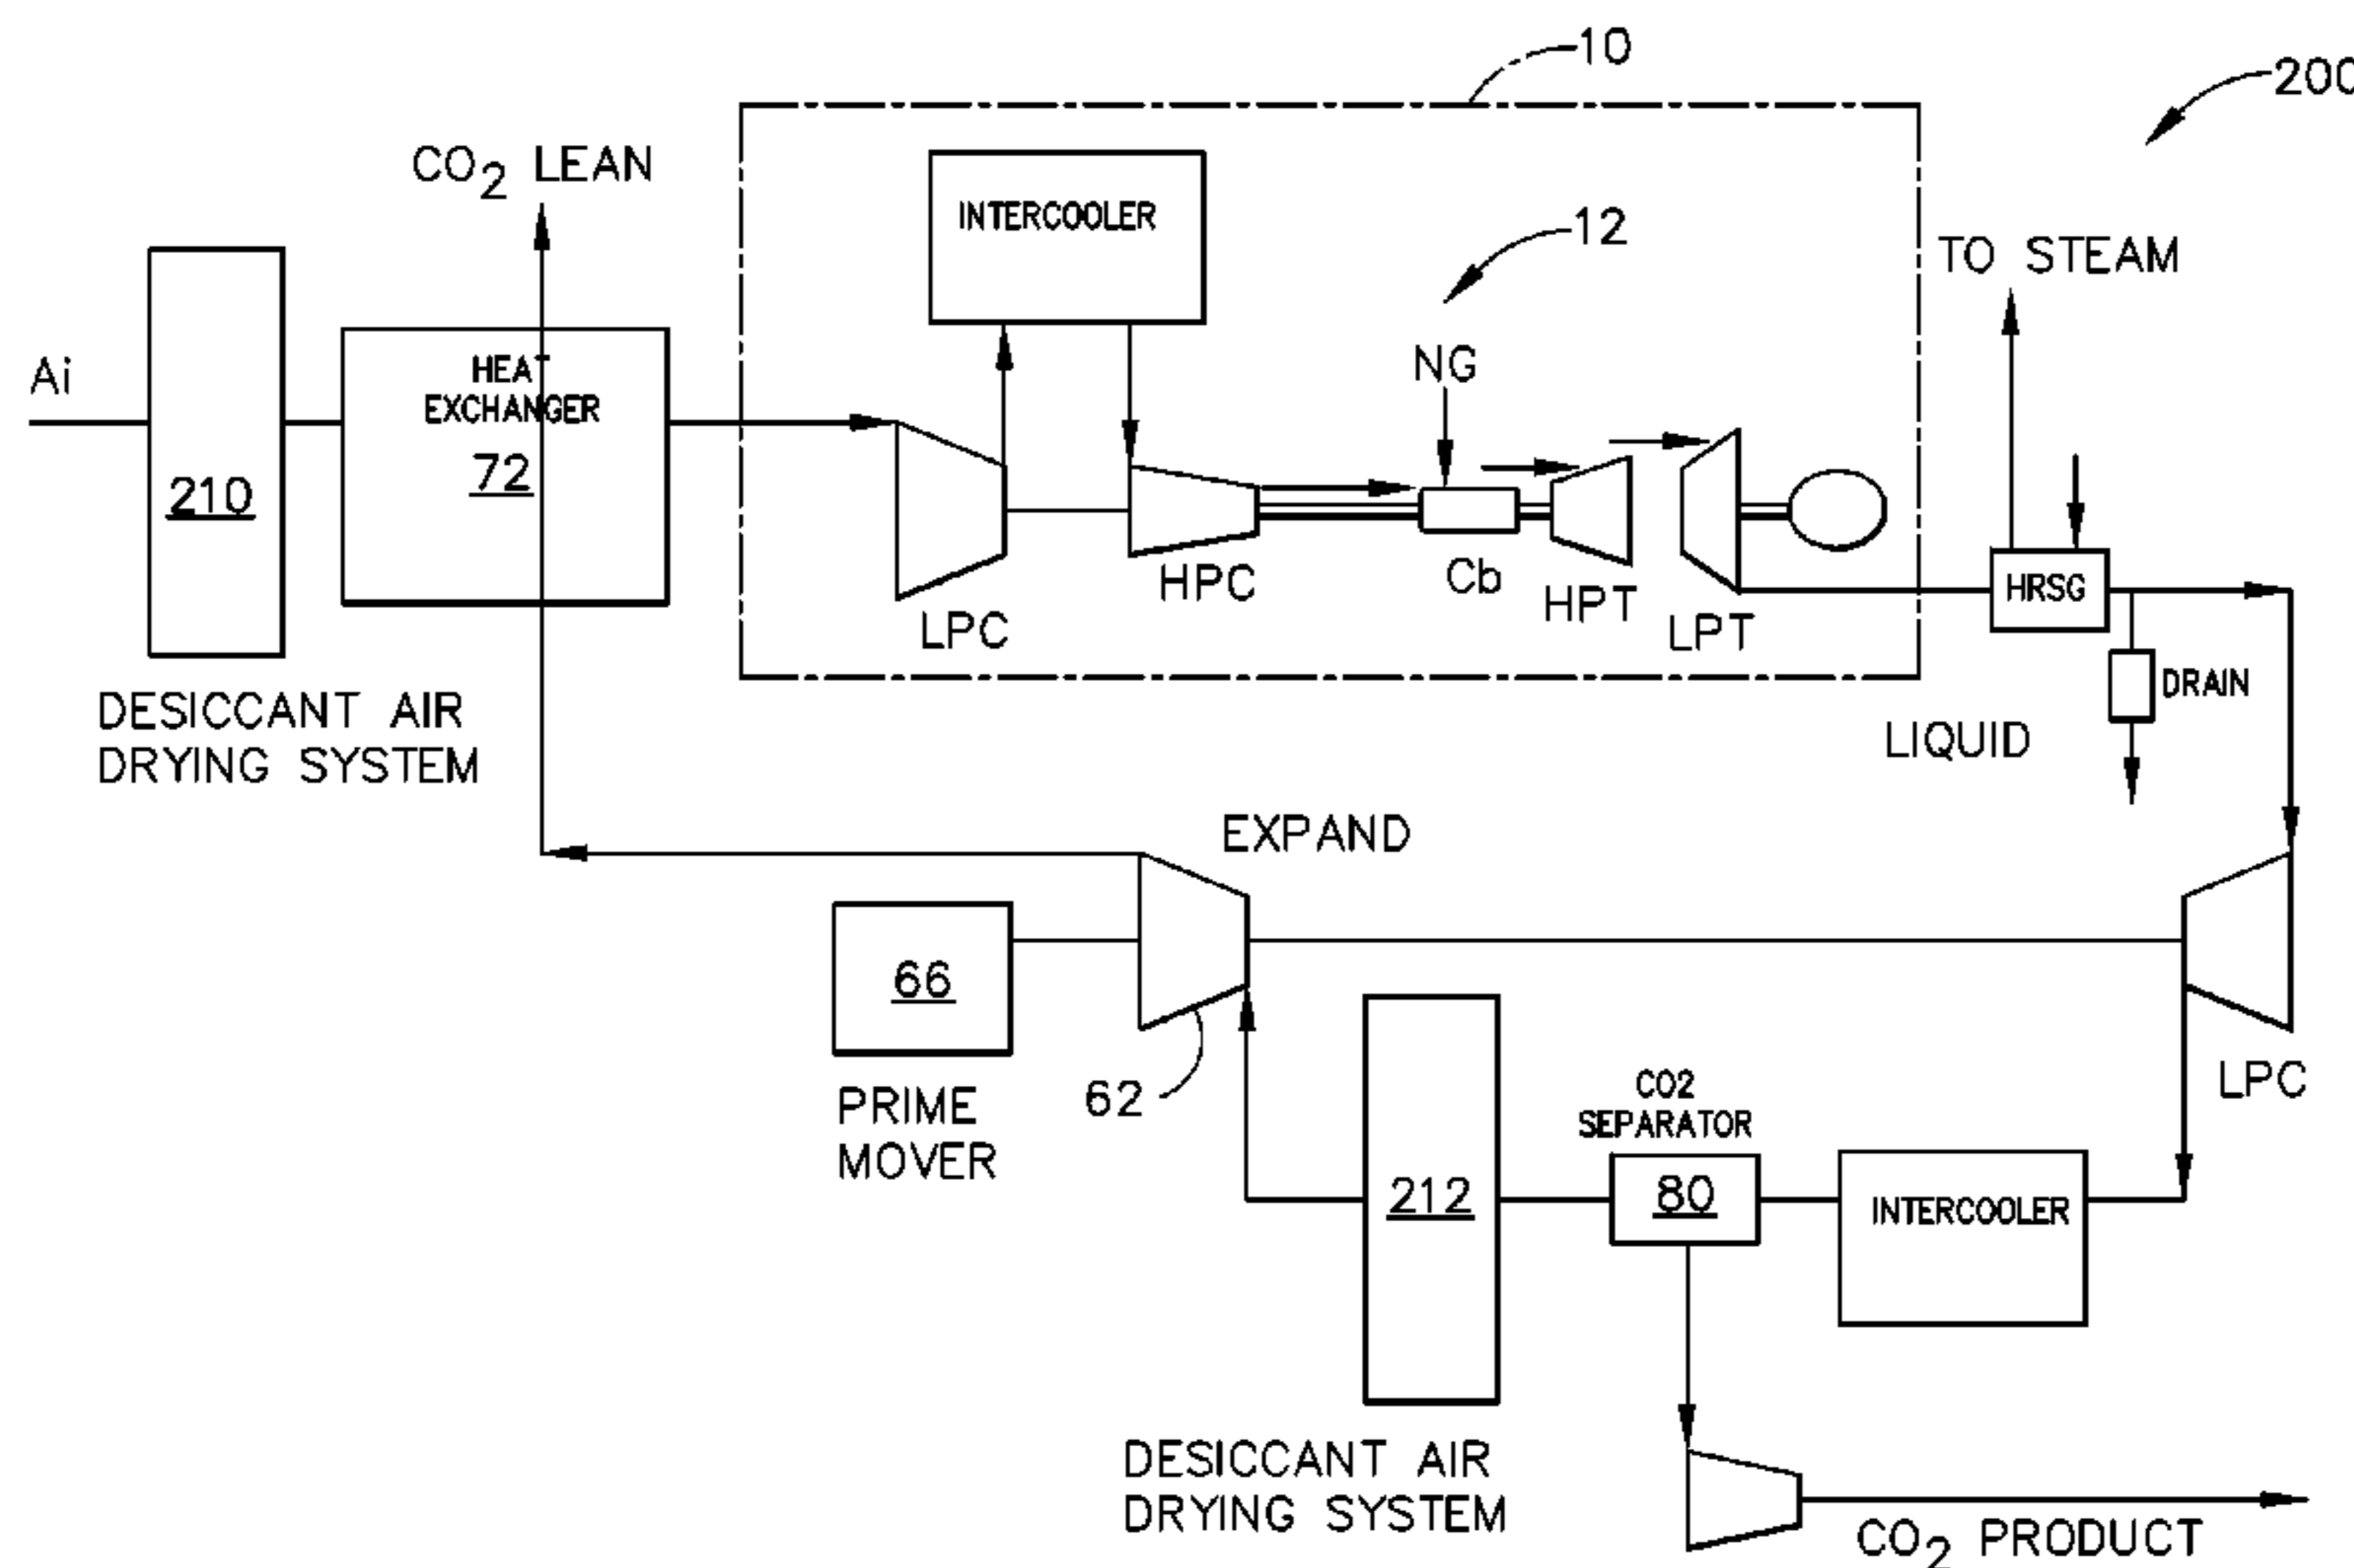 10
200
CO2 LEAN
INTERCOOLER
12
TO STEAM
Ai
HEAT
EXCHANGER
72
NG
210
HPC
Cb
HPT
LPC
LPT
HRSG
DRAIN
DESICCANT AIR
DRYING SYSTEM
LIQUID
EXPAND
66
62
PRIME
MOVER
LPC
CO2
SEPARATOR
80
212
INTERCOOLER
DESICCANT AIR
DRYING SYSTEM
CO2 PRODUCT